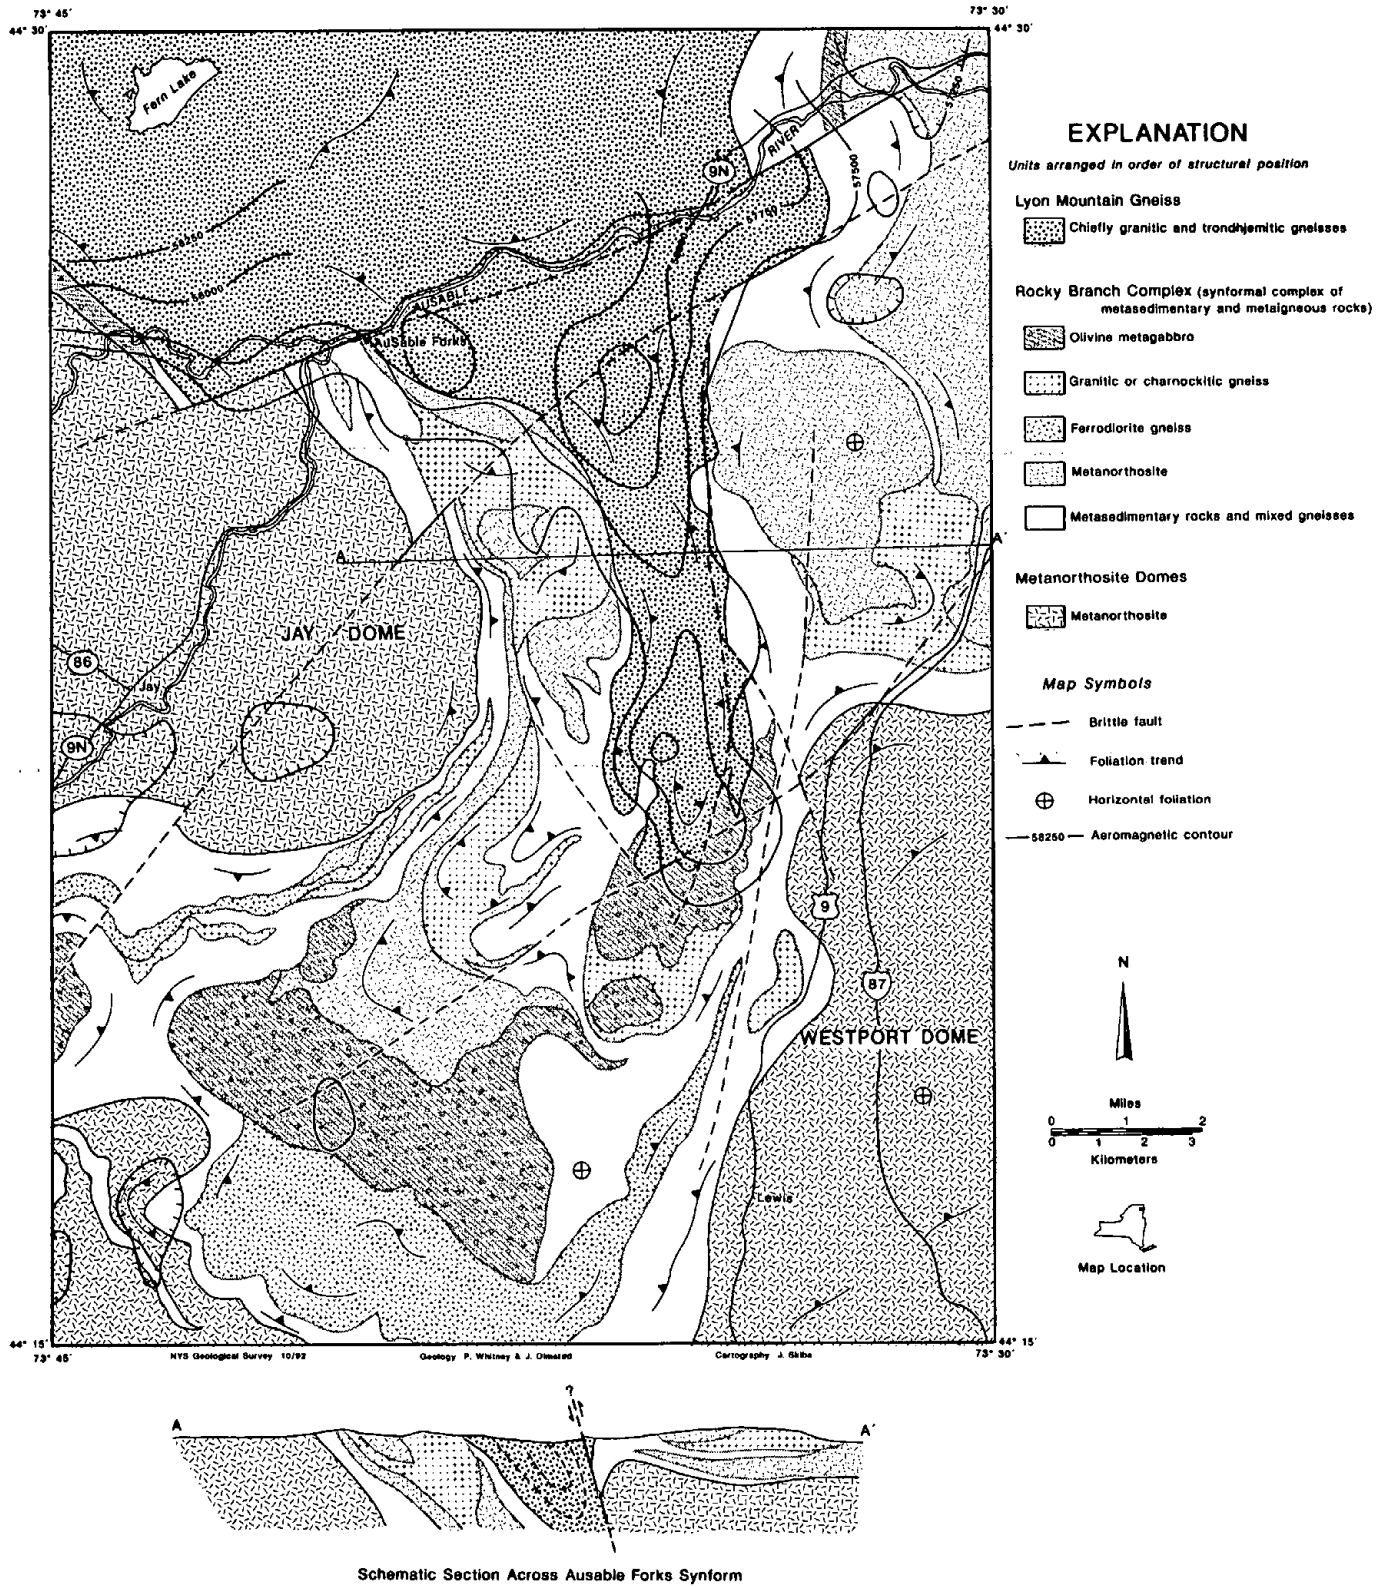 73° 45′
73° 30′
44° 30′
44° 30′
Fern Lake
RIVER
9N
57500
57750
58250
58000
AUSABLE
AuSable Forks
A
A′
JAY DOME
86
Jay
9N
9
87
WESTPORT DOME
Lewis
44° 15′
44° 15′
73° 45′
NYS Geological Survey 10/92
Geology P. Whitney & J. Olmsted
Cartography J. Skiba
73° 30′
EXPLANATION
Units arranged in order of structural position
Lyon Mountain Gneiss
Chiefly granitic and trondhjemitic gneisses
Rocky Branch Complex (synformal complex of
metasedimentary and metaigneous rocks)
Olivine metagabbro
Granitic or charnockitic gneiss
Ferrodiorite gneiss
Metanorthosite
Metasedimentary rocks and mixed gneisses
Metanorthosite Domes
Metanorthosite
Map Symbols
Brittle fault
Foliation trend
Horizontal foliation
58250 Aeromagnetic contour
N
Miles
0 1 2
0 1 2 3
Kilometers
Map Location
?
A
A′
Schematic Section Across Ausable Forks Synform